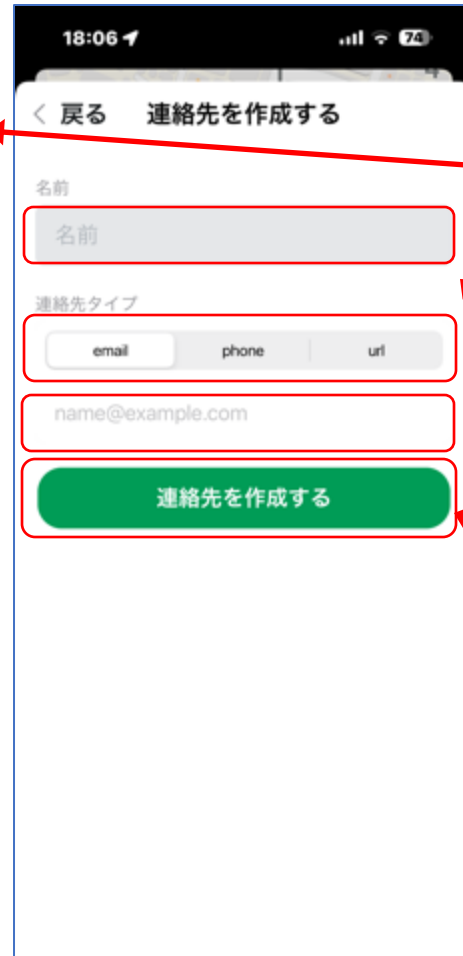 18:06
74
戻る 連絡先を作成する
名前
名前
連絡先タイプ
email phone url
name@example.com
連絡先を作成する